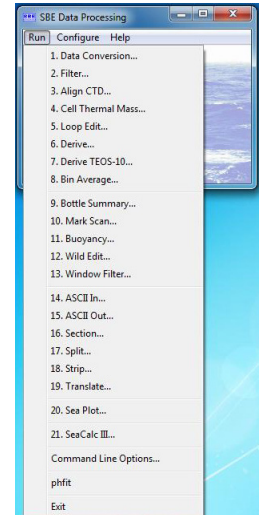 SBE Data Processing
Run Configure Help
1. Data Conversion...
2. Filter...
3. Align CTD...
4. Cell Thermal Mass...
5. Loop Edit...
6. Derive...
7. Derive TEOS-10...
8. Bin Average...
9. Bottle Summary...
10. Mark Scan...
11. Buoyancy...
12. Wild Edit...
13. Window Filter...
14. ASCII In...
15. ASCII Out...
16. Section...
17. Split...
18. Strip...
19. Translate...
20. Sea Plot...
21. SeaCalc III...
Command Line Options...
phfit
Exit